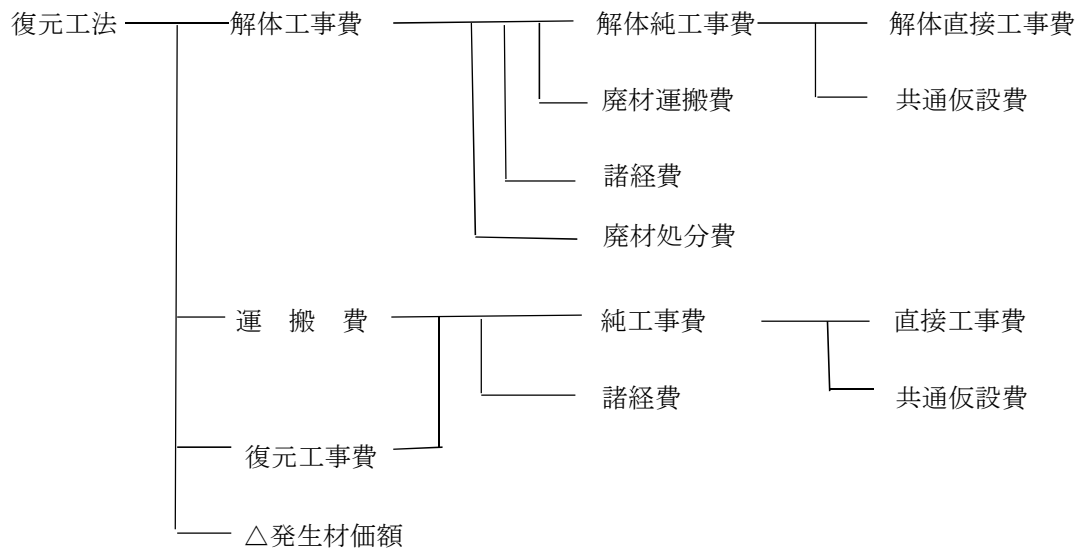 復元工法 解体工事費 解体純工事費 解体直接工事費
廃材運搬費 共通仮設費
諸経費
廃材処分費
運　搬　費 純工事費 直接工事費
諸経費 共通仮設費
復元工事費
△発生材価額